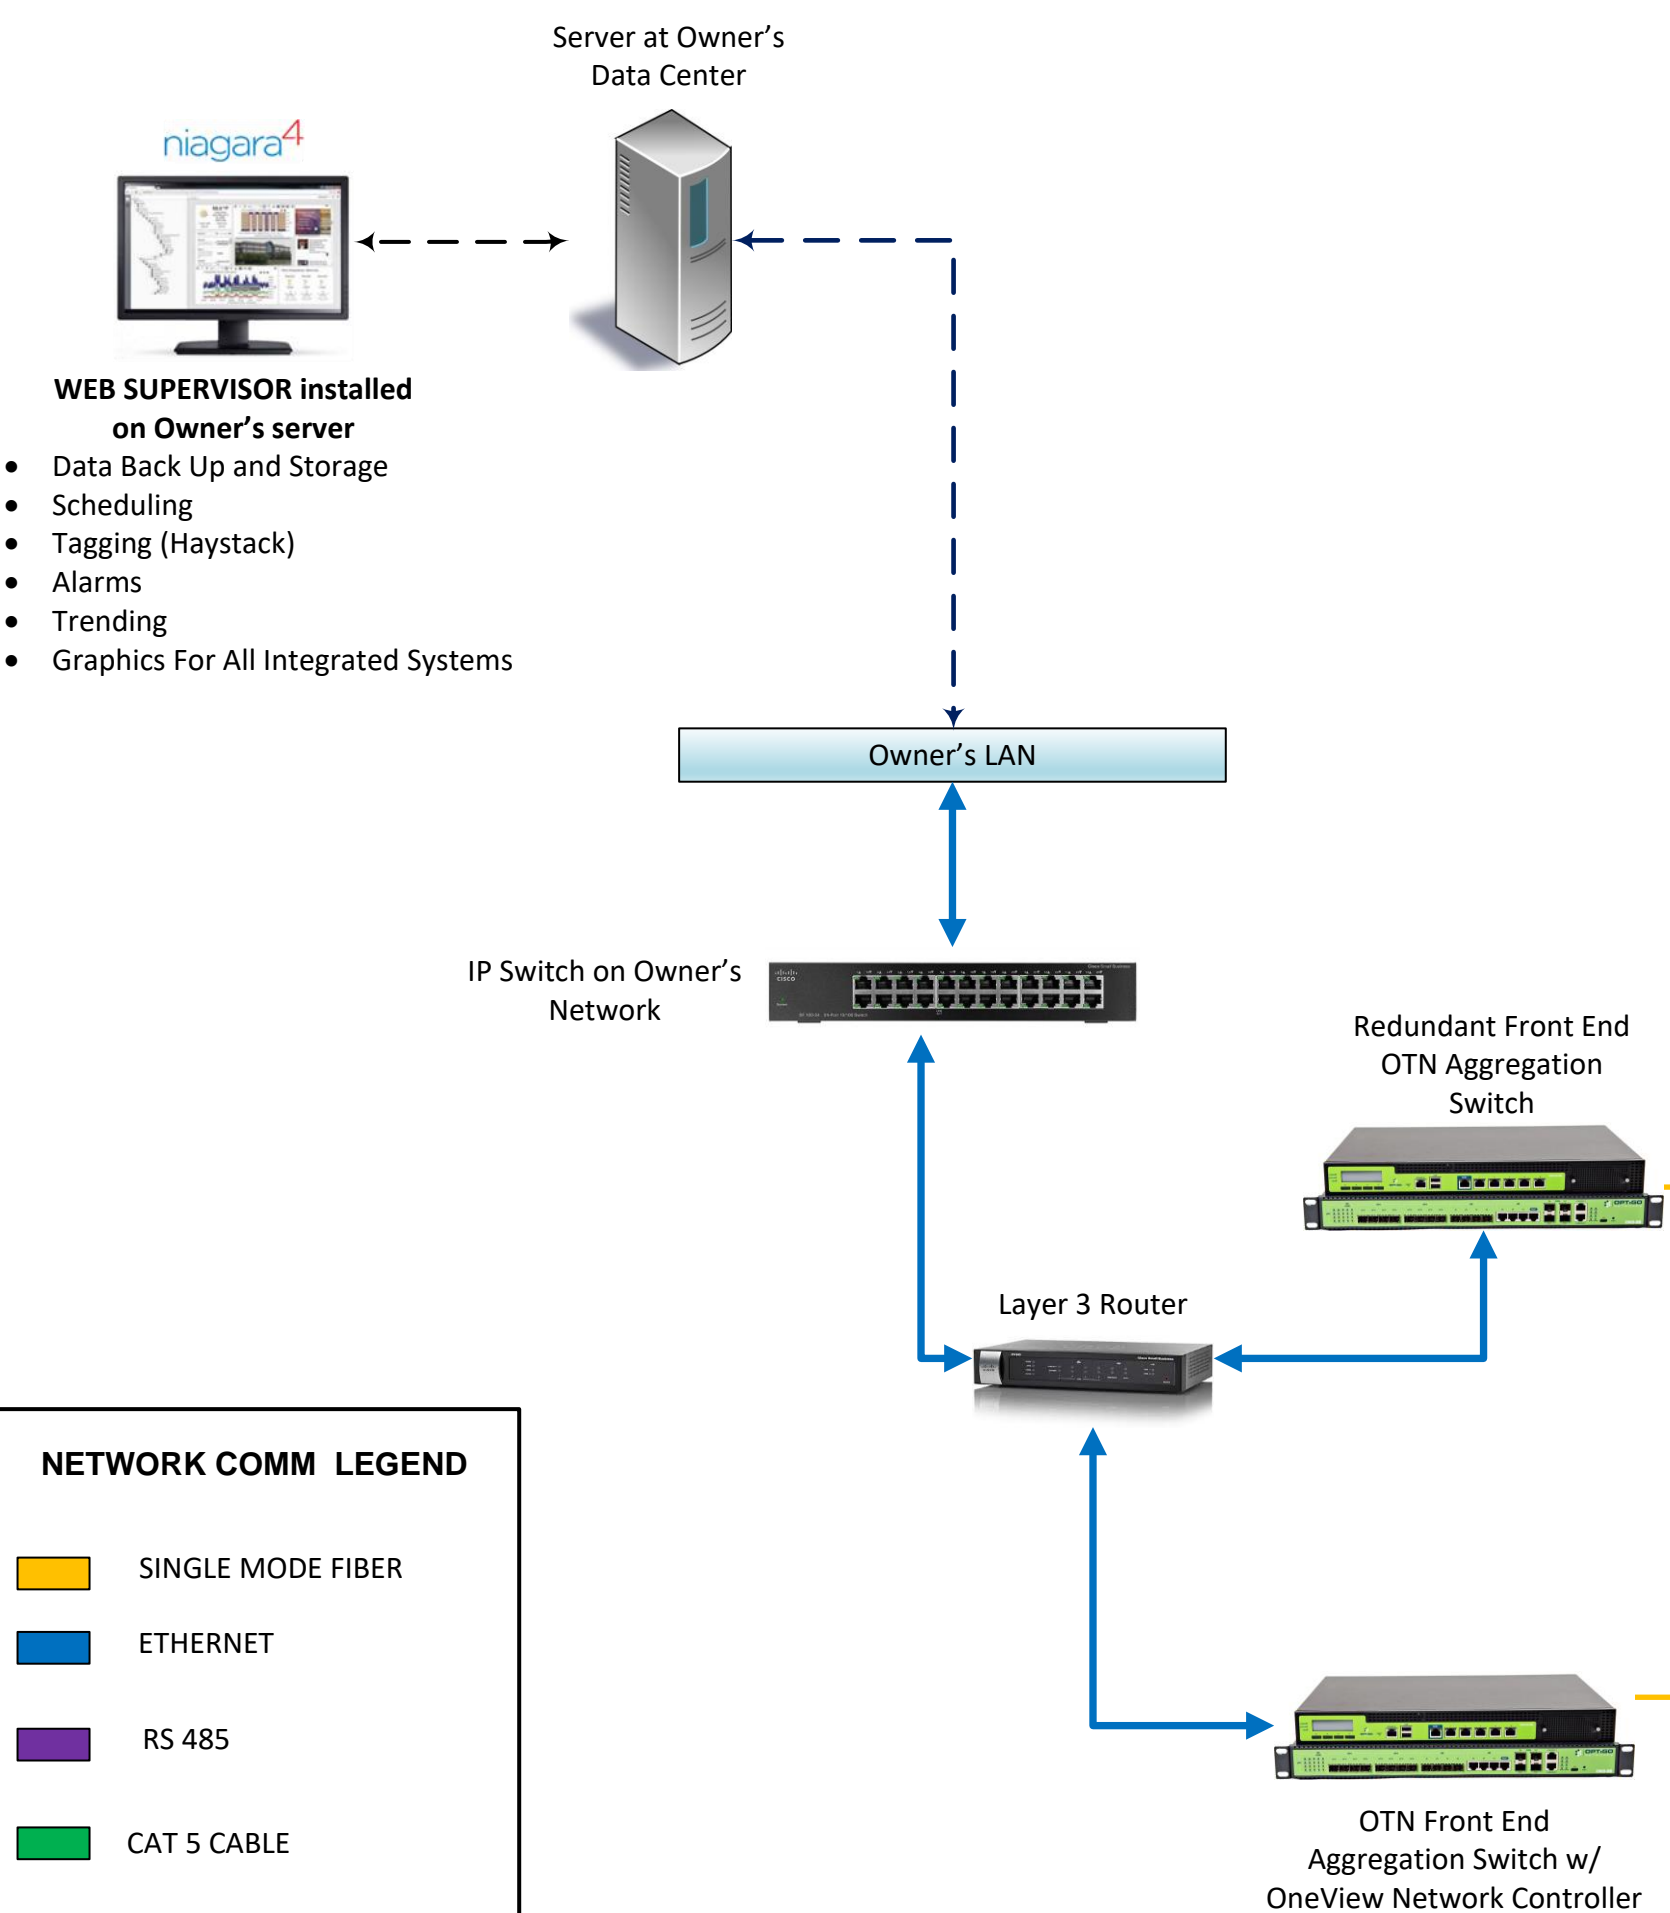 Server at Owner’s
Data Center
niagara4
WEB SUPERVISOR installed
on Owner’s server
• Data Back Up and Storage
• Scheduling
• Tagging (Haystack)
• Alarms
• Trending
• Graphics For All Integrated Systems
Owner’s LAN
IP Switch on Owner’s
Network
CISCO
Redundant Front End
OTN Aggregation
Switch
OPTIGO
Layer 3 Router
NETWORK COMM LEGEND
SINGLE MODE FIBER
ETHERNET
RS 485
CAT 5 CABLE
OPTIGO
OTN Front End
Aggregation Switch w/
OneView Network Controller